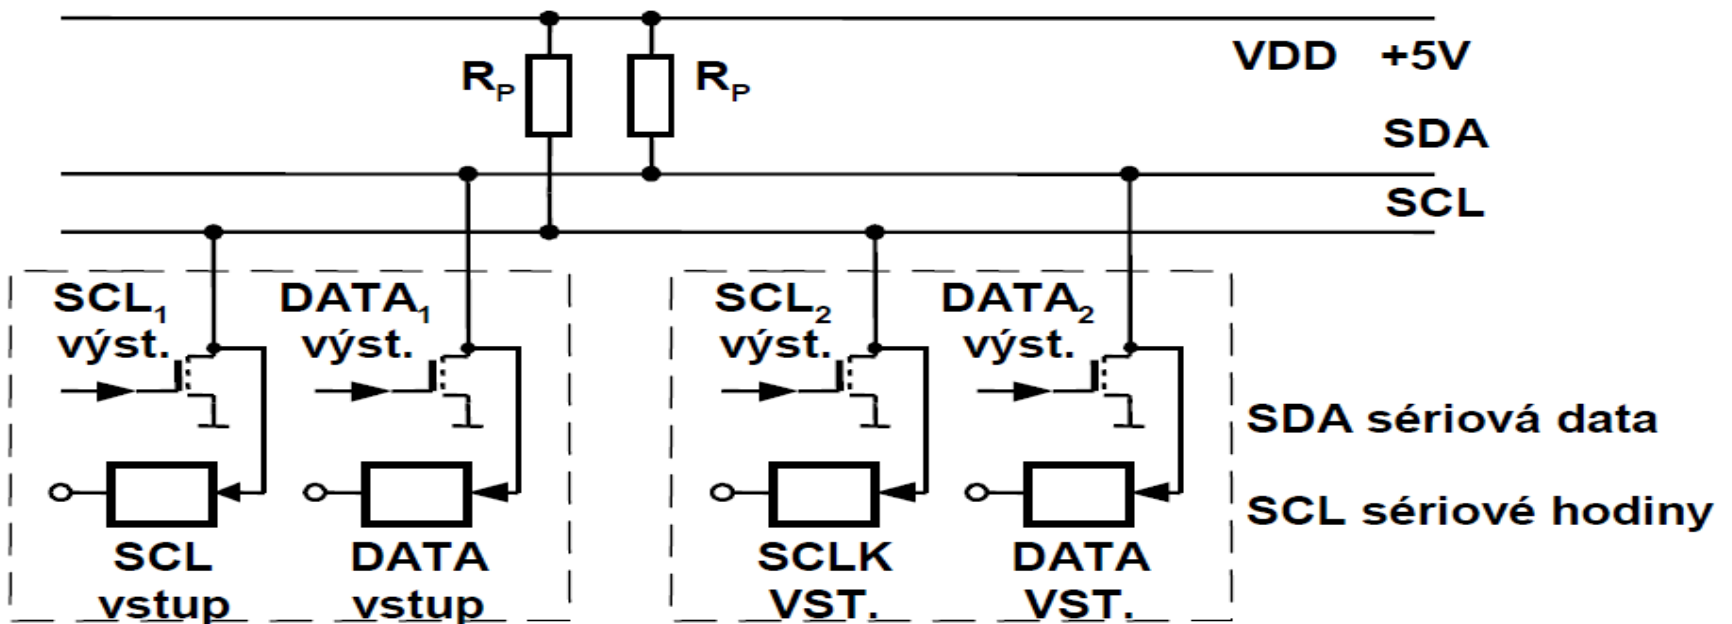 VDD +5V
R_P R_P
SDA
SCL
SCL₁ DATA₁ SCL₂ DATA₂
výst. výst. výst. výst.
SDA sériová data
SCL sériové hodiny
SCL DATA SCLK DATA
vstup vstup VST. VST.